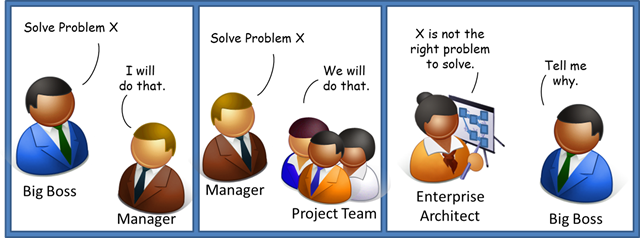 Solve Problem X
I will
do that.
Big Boss
Manager
Solve Problem X
We will
do that.
Manager
Project Team
X is not the
right problem
to solve.
Tell me
why.
Enterprise
Architect
Big Boss